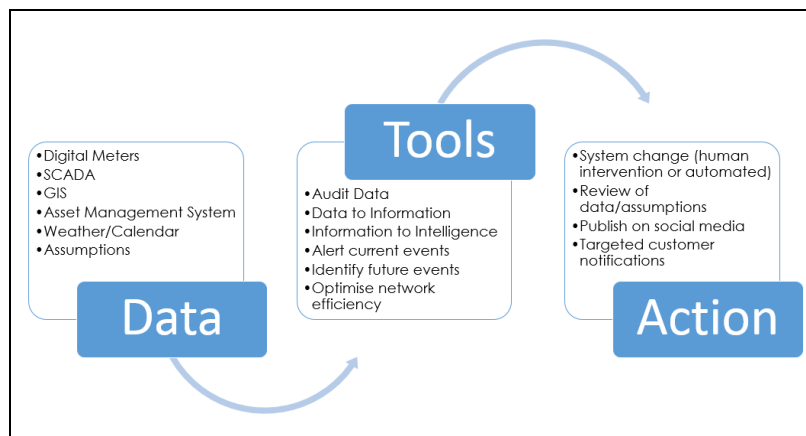 •Digital Meters
•SCADA
•GIS
•Asset Management System
•Weather/Calendar
•Assumptions
Data
Tools
•Audit Data
•Data to Information
•Information to Intelligence
•Alert current events
•Identify future events
•Optimise network
efficiency
•System change (human
intervention or automated)
•Review of
data/assumptions
•Publish on social media
•Targeted customer
notifications
Action